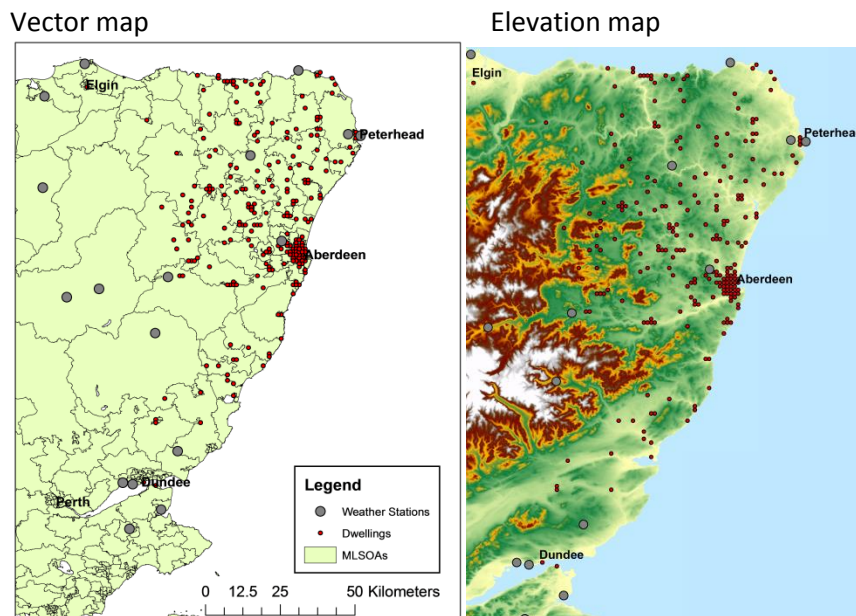 Vector map
Elevation map
Elgin
Peterhead
Aberdeen
Dundee
Perth
Legend
Weather Stations
Dwellings
MLSOAs
0 12.5 25 50 Kilometers
Elgin
Peterhea
Aberdeen
Dundee